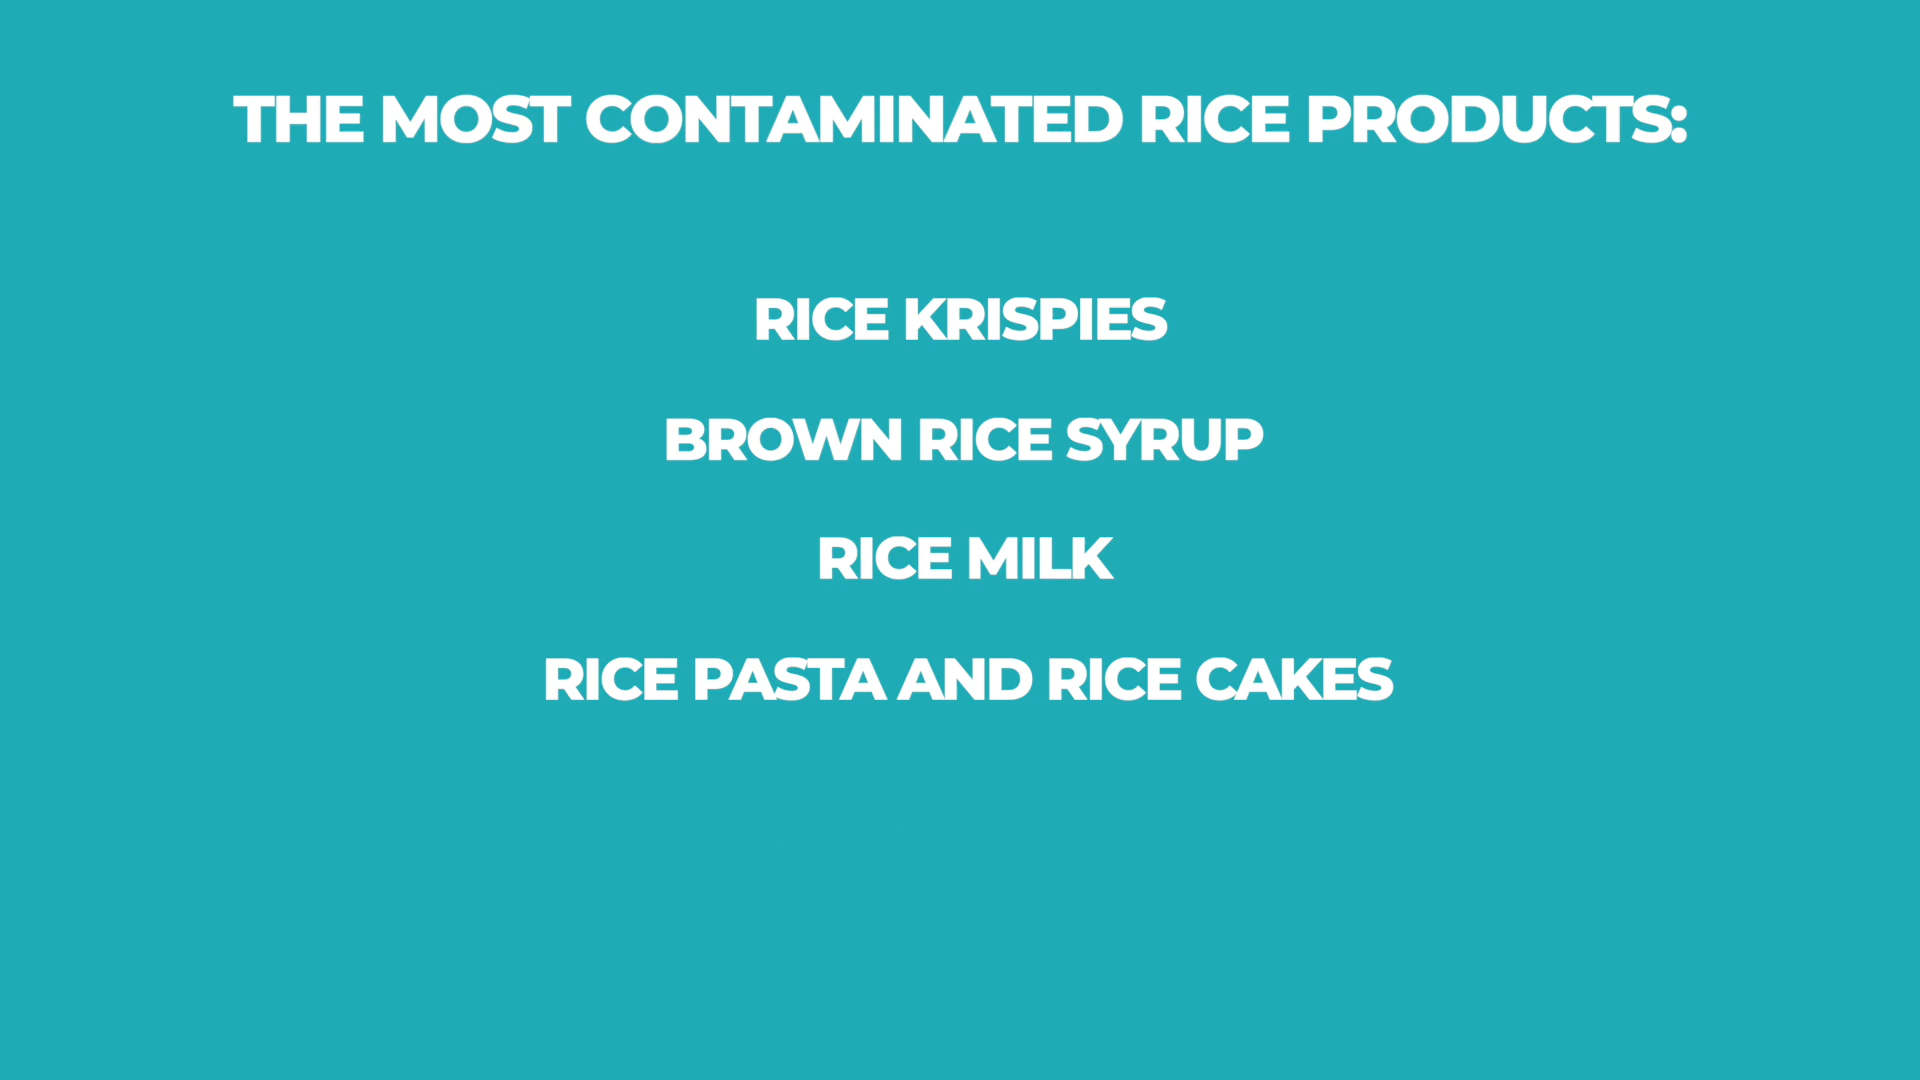 THE MOST CONTAMINATED RICE PRODUCTS:
RICE KRISPIES
BROWN RICE SYRUP
RICE MILK
RICE PASTA AND RICE CAKES